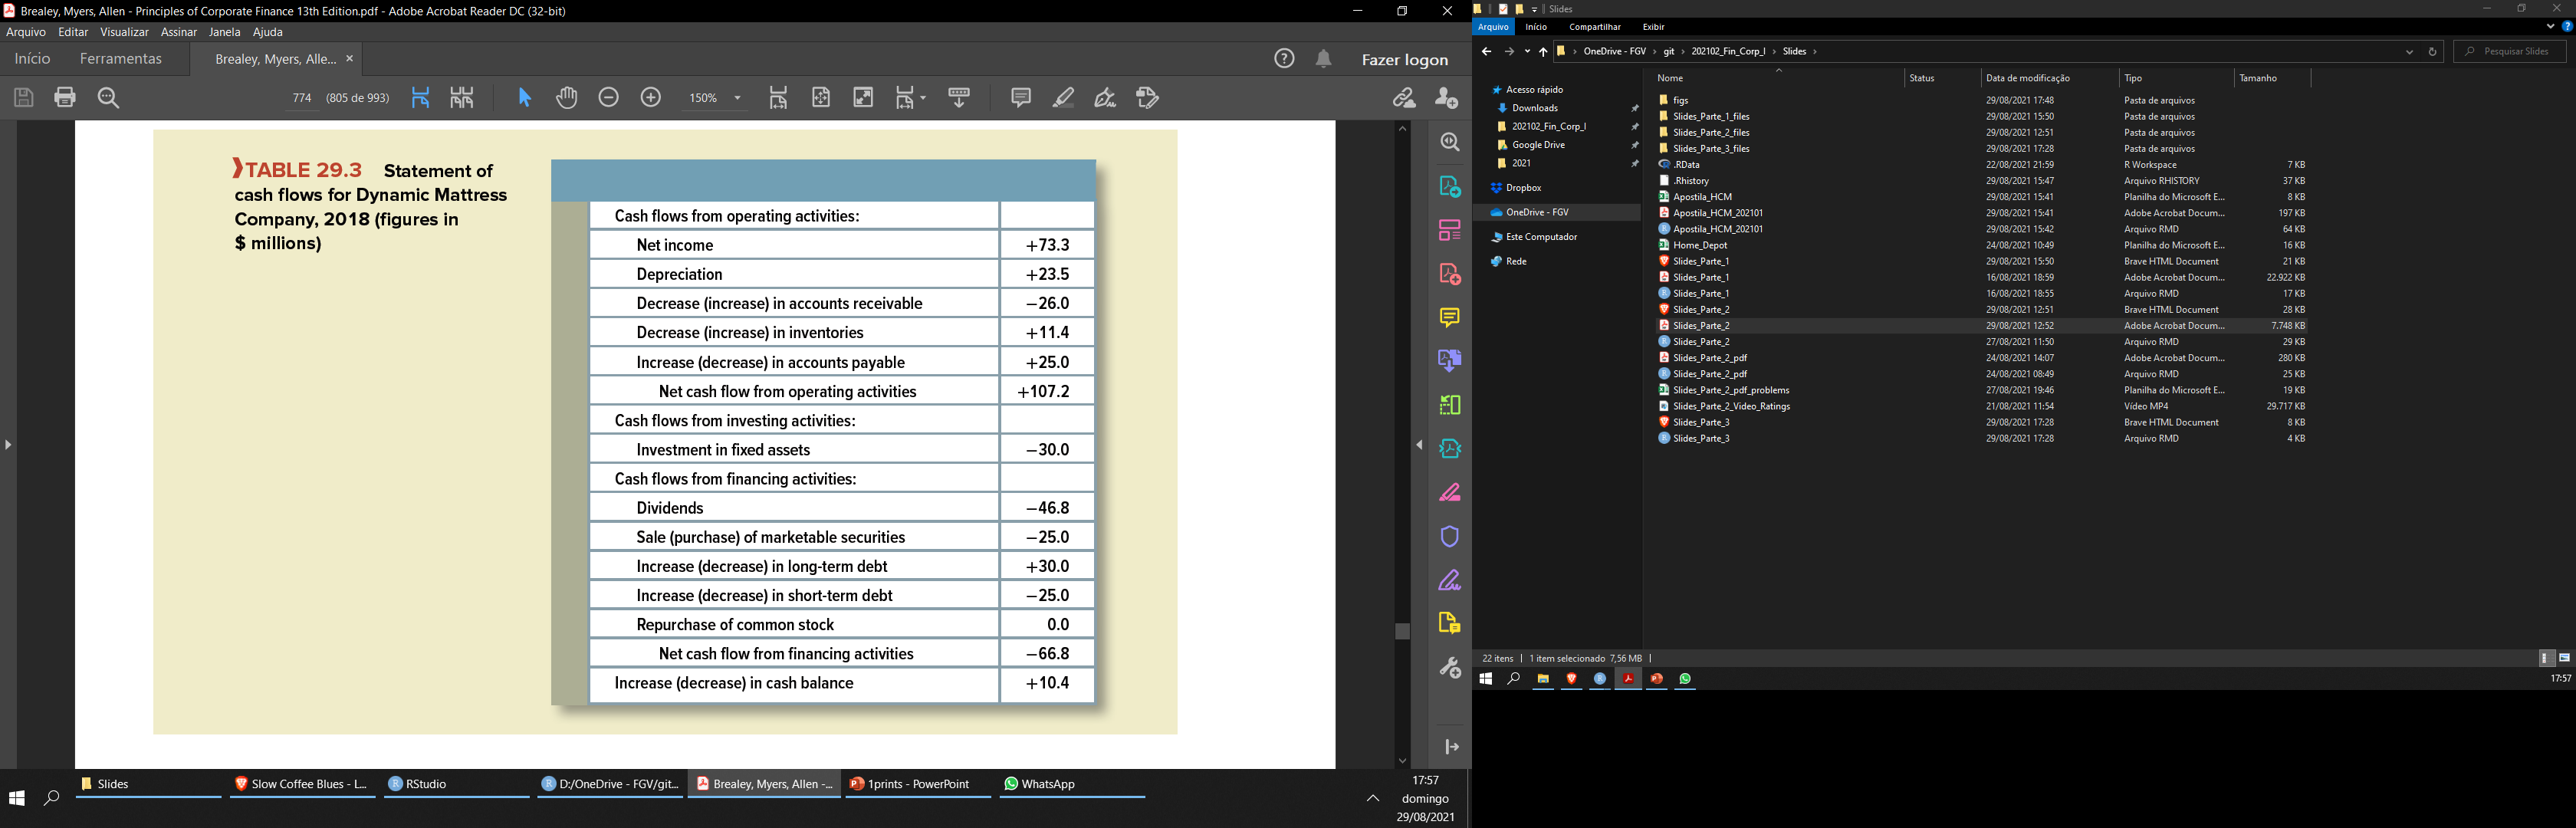 Brealey, Myers, Allen - Principles of Corporate Finance 13th Edition.pdf - Adobe Acrobat Reader DC (32-bit)
Arquivo Editar Visualizar Assinar Janela Ajuda
Início Ferramentas Brealey, Myers, Alle... × Fazer logon
774 (805 de 993) 150%
TABLE 29.3 Statement of
cash flows for Dynamic Mattress
Company, 2018 (figures in
$ millions)
Cash flows from operating activities:
Net income +73.3
Depreciation +23.5
Decrease (increase) in accounts receivable −26.0
Decrease (increase) in inventories +11.4
Increase (decrease) in accounts payable +25.0
Net cash flow from operating activities +107.2
Cash flows from investing activities:
Investment in fixed assets −30.0
Cash flows from financing activities:
Dividends −46.8
Sale (purchase) of marketable securities −25.0
Increase (decrease) in long-term debt +30.0
Increase (decrease) in short-term debt −25.0
Repurchase of common stock 0.0
Net cash flow from financing activities −66.8
Increase (decrease) in cash balance +10.4
Slides Slow Coffee Blues - L... RStudio D:/OneDrive - FGV/git... Brealey, Myers, Allen -... 1prints - PowerPoint WhatsApp
17:57
domingo
29/08/2021
Slides
Arquivo Início Compartilhar Exibir
OneDrive - FGV > git > 202102_Fin_Corp_I > Slides > Pesquisar Slides
Acesso rápido
Downloads
202102_Fin_Corp_I
Google Drive
2021
Dropbox
OneDrive - FGV
Este Computador
Rede
Nome Status Data de modificação Tipo Tamanho
figs 29/08/2021 17:48 Pasta de arquivos
Slides_Parte_1_files 29/08/2021 15:50 Pasta de arquivos
Slides_Parte_2_files 29/08/2021 12:51 Pasta de arquivos
Slides_Parte_3_files 29/08/2021 17:28 Pasta de arquivos
.RData 22/08/2021 21:59 R Workspace 7 KB
.Rhistory 29/08/2021 15:47 Arquivo RHISTORY 37 KB
Apostila_HCM 29/08/2021 15:41 Planilha do Microsoft E... 8 KB
Apostila_HCM_202101 29/08/2021 15:41 Adobe Acrobat Docum... 197 KB
Apostila_HCM_202101 29/08/2021 15:42 Arquivo RMD 64 KB
Home_Depot 24/08/2021 10:49 Planilha do Microsoft E... 16 KB
Slides_Parte_1 29/08/2021 15:50 Brave HTML Document 21 KB
Slides_Parte_1 16/08/2021 18:59 Adobe Acrobat Docum... 22.922 KB
Slides_Parte_1 16/08/2021 18:55 Arquivo RMD 17 KB
Slides_Parte_2 29/08/2021 12:51 Brave HTML Document 28 KB
Slides_Parte_2 29/08/2021 12:52 Adobe Acrobat Docum... 7.748 KB
Slides_Parte_2 27/08/2021 11:50 Arquivo RMD 29 KB
Slides_Parte_2_pdf 24/08/2021 14:07 Adobe Acrobat Docum... 280 KB
Slides_Parte_2_pdf 24/08/2021 08:49 Arquivo RMD 25 KB
Slides_Parte_2_pdf_problems 27/08/2021 19:46 Planilha do Microsoft E... 19 KB
Slides_Parte_2_Video_Ratings 21/08/2021 11:54 Vídeo MP4 29.717 KB
Slides_Parte_3 29/08/2021 17:28 Brave HTML Document 8 KB
Slides_Parte_3 29/08/2021 17:28 Arquivo RMD 4 KB
22 itens 1 item selecionado 7,56 MB
17:57